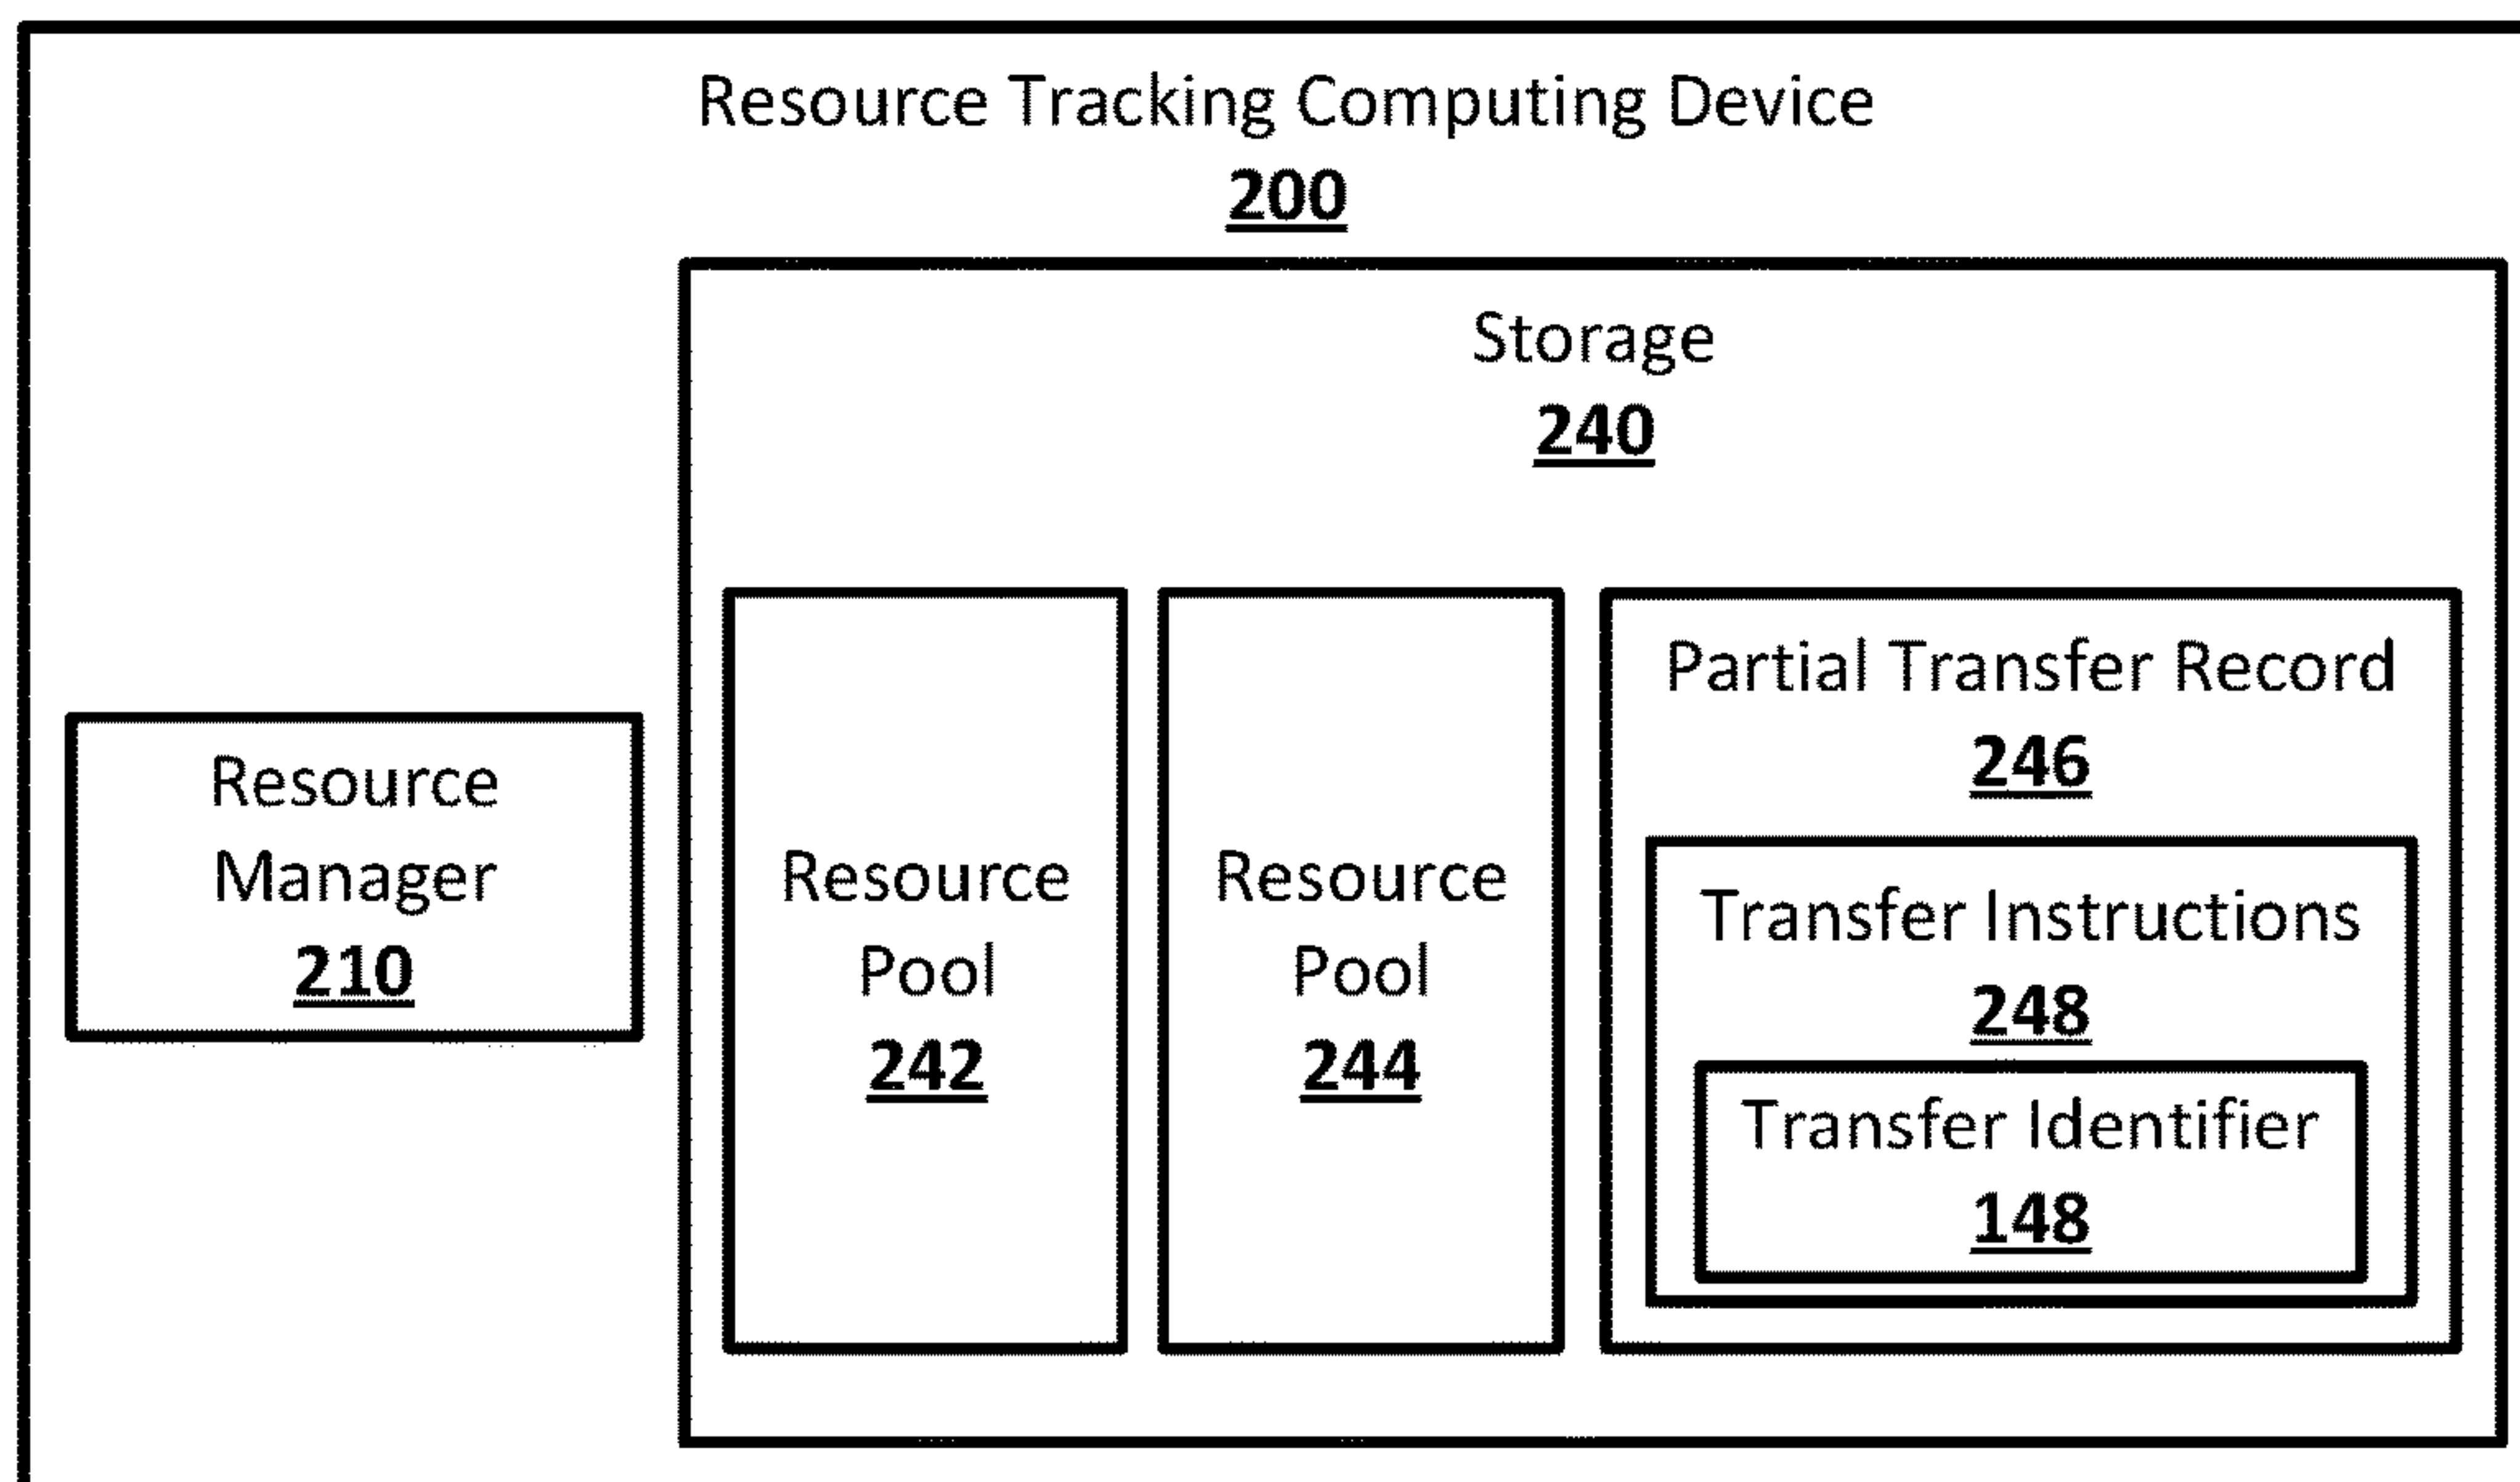 Resource Tracking Computing Device
200
Storage
240
Resource
Manager
210
Resource
Pool
242
Resource
Pool
244
Partial Transfer Record
246
Transfer Instructions
248
Transfer Identifier
148